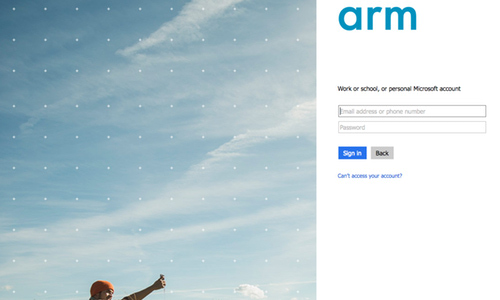 arm
Work or school, or personal Microsoft account
Email address or phone number
Password
Sign in Back
Can't access your account?